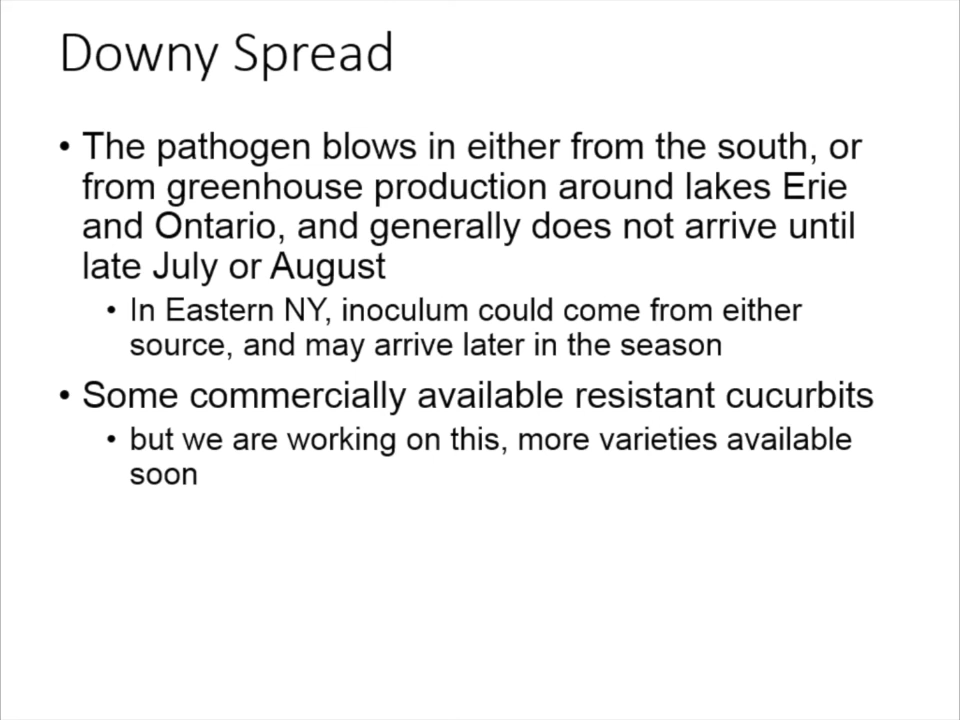 Downy Spread
• The pathogen blows in either from the south, or
from greenhouse production around lakes Erie
and Ontario, and generally does not arrive until
late July or August
• In Eastern NY, inoculum could come from either
source, and may arrive later in the season
• Some commercially available resistant cucurbits
• but we are working on this, more varieties available
soon